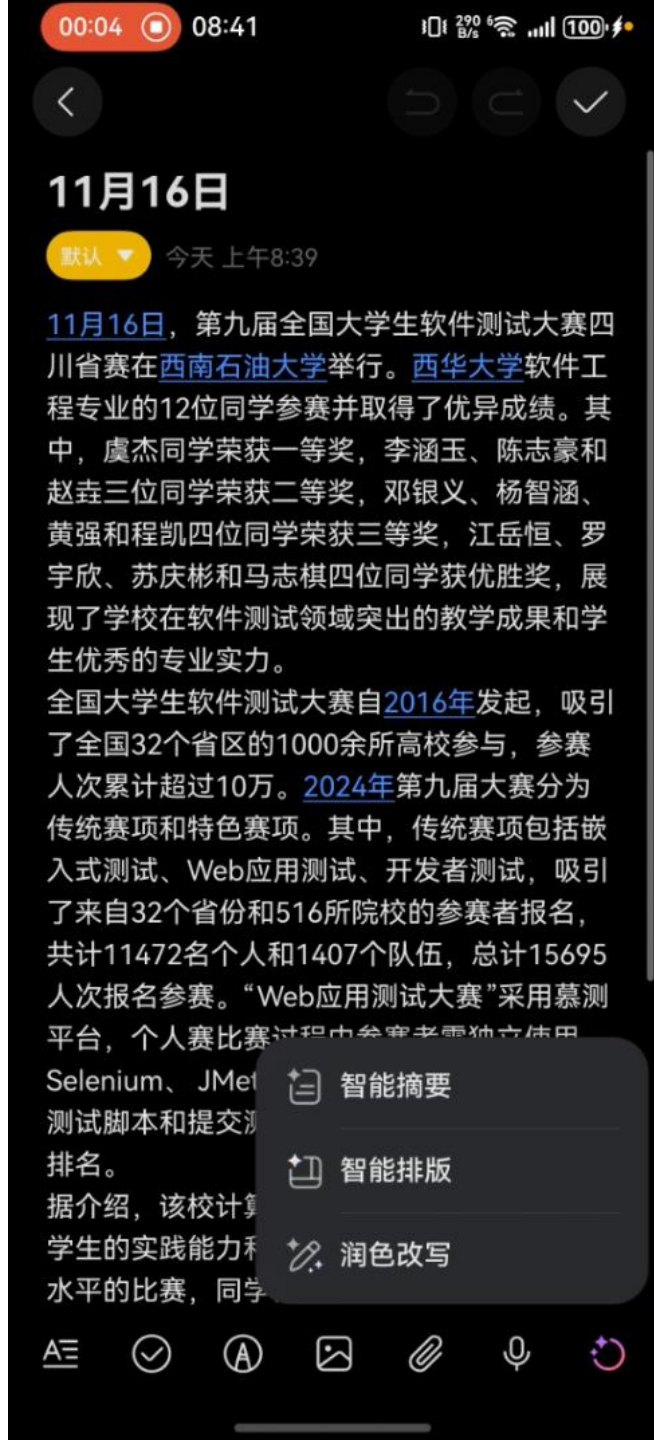 00:04 08:41 290 B/s 6 100
11月16日
默认 今天 上午8:39
11月16日，第九届全国大学生软件测试大赛四
川省赛在西南石油大学举行。西华大学软件工
程专业的12位同学参赛并取得了优异成绩。其
中，虞杰同学荣获一等奖，李涵玉、陈志豪和
赵垚三位同学荣获二等奖，邓银义、杨智涵、
黄强和程凯四位同学荣获三等奖，江岳恒、罗
宇欣、苏庆彬和马志棋四位同学获优胜奖，展
现了学校在软件测试领域突出的教学成果和学
生优秀的专业实力。
全国大学生软件测试大赛自2016年发起，吸引
了全国32个省区的1000余所高校参与，参赛
人次累计超过10万。2024年第九届大赛分为
传统赛项和特色赛项。其中，传统赛项包括嵌
入式测试、Web应用测试、开发者测试，吸引
了来自32个省份和516所院校的参赛者报名，
共计11472名个人和1407个队伍，总计15695
人次报名参赛。“Web应用测试大赛”采用慕测
平台，个人赛比赛过程中参赛者需独立使用
Selenium、 JMet
测试脚本和提交测
排名。
据介绍，该校计算
学生的实践能力和
水平的比赛，同学
智能摘要
智能排版
润色改写